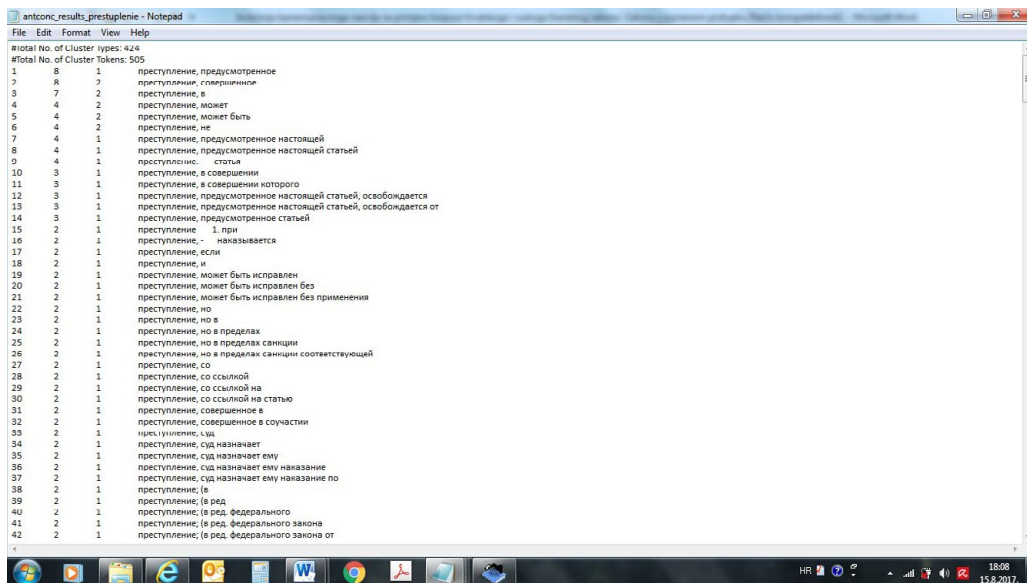 antconc_results_prestuplenie - Notepad
File Edit Format View Help
#Total No. of Cluster Types: 424
#Total No. of Cluster Tokens: 505
1 8 1 преступление, предусмотренное
2 8 2 преступление, совершенное
3 7 2 преступление, в
4 4 2 преступление, может
5 4 2 преступление, может быть
6 4 2 преступление, не
7 4 1 преступление, предусмотренное настоящей
8 4 1 преступление, предусмотренное настоящей статьей
9 4 1 преступление. статья
10 3 1 преступление, в совершении
11 3 1 преступление, в совершении которого
12 3 1 преступление, предусмотренное настоящей статьей, освобождается
13 3 1 преступление, предусмотренное настоящей статьей, освобождается от
14 3 1 преступление, предусмотренное статьей
15 2 1 преступление 1. при
16 2 1 преступление, - наказывается
17 2 1 преступление, если
18 2 1 преступление, и
19 2 1 преступление, может быть исправлен
20 2 1 преступление, может быть исправлен без
21 2 1 преступление, может быть исправлен без применения
22 2 1 преступление, но
23 2 1 преступление, но в
24 2 1 преступление, но в пределах
25 2 1 преступление, но в пределах санкции
26 2 1 преступление, но в пределах санкции соответствующей
27 2 1 преступление, со
28 2 1 преступление, со ссылкой
29 2 1 преступление, со ссылкой на
30 2 1 преступление, со ссылкой на статью
31 2 1 преступление, совершенное в
32 2 1 преступление, совершенное в соучастии
33 2 1 преступление, суд
34 2 1 преступление, суд назначает
35 2 1 преступление, суд назначает ему
36 2 1 преступление, суд назначает ему наказание
37 2 1 преступление, суд назначает ему наказание по
38 2 1 преступление; (в
39 2 1 преступление; (в ред
40 2 1 преступление; (в ред. федерального
41 2 1 преступление; (в ред. федерального закона
42 2 1 преступление; (в ред. федерального закона от
HR
18:08
15.8.2017